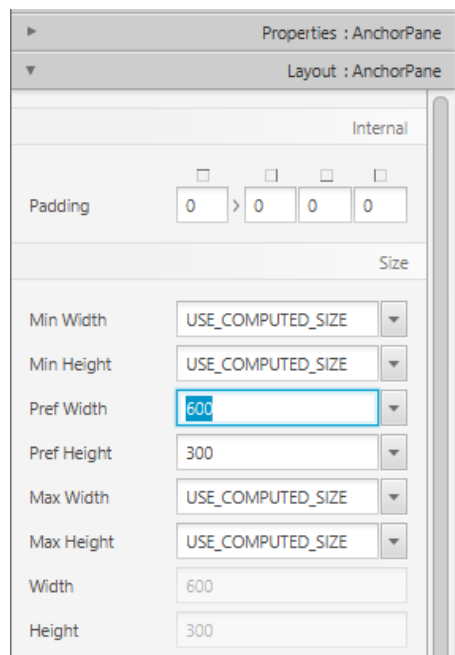 Properties : AnchorPane
Layout : AnchorPane
Internal
Padding 0 > 0 0 0
Size
Min Width USE_COMPUTED_SIZE
Min Height USE_COMPUTED_SIZE
Pref Width 600
Pref Height 300
Max Width USE_COMPUTED_SIZE
Max Height USE_COMPUTED_SIZE
Width 600
Height 300